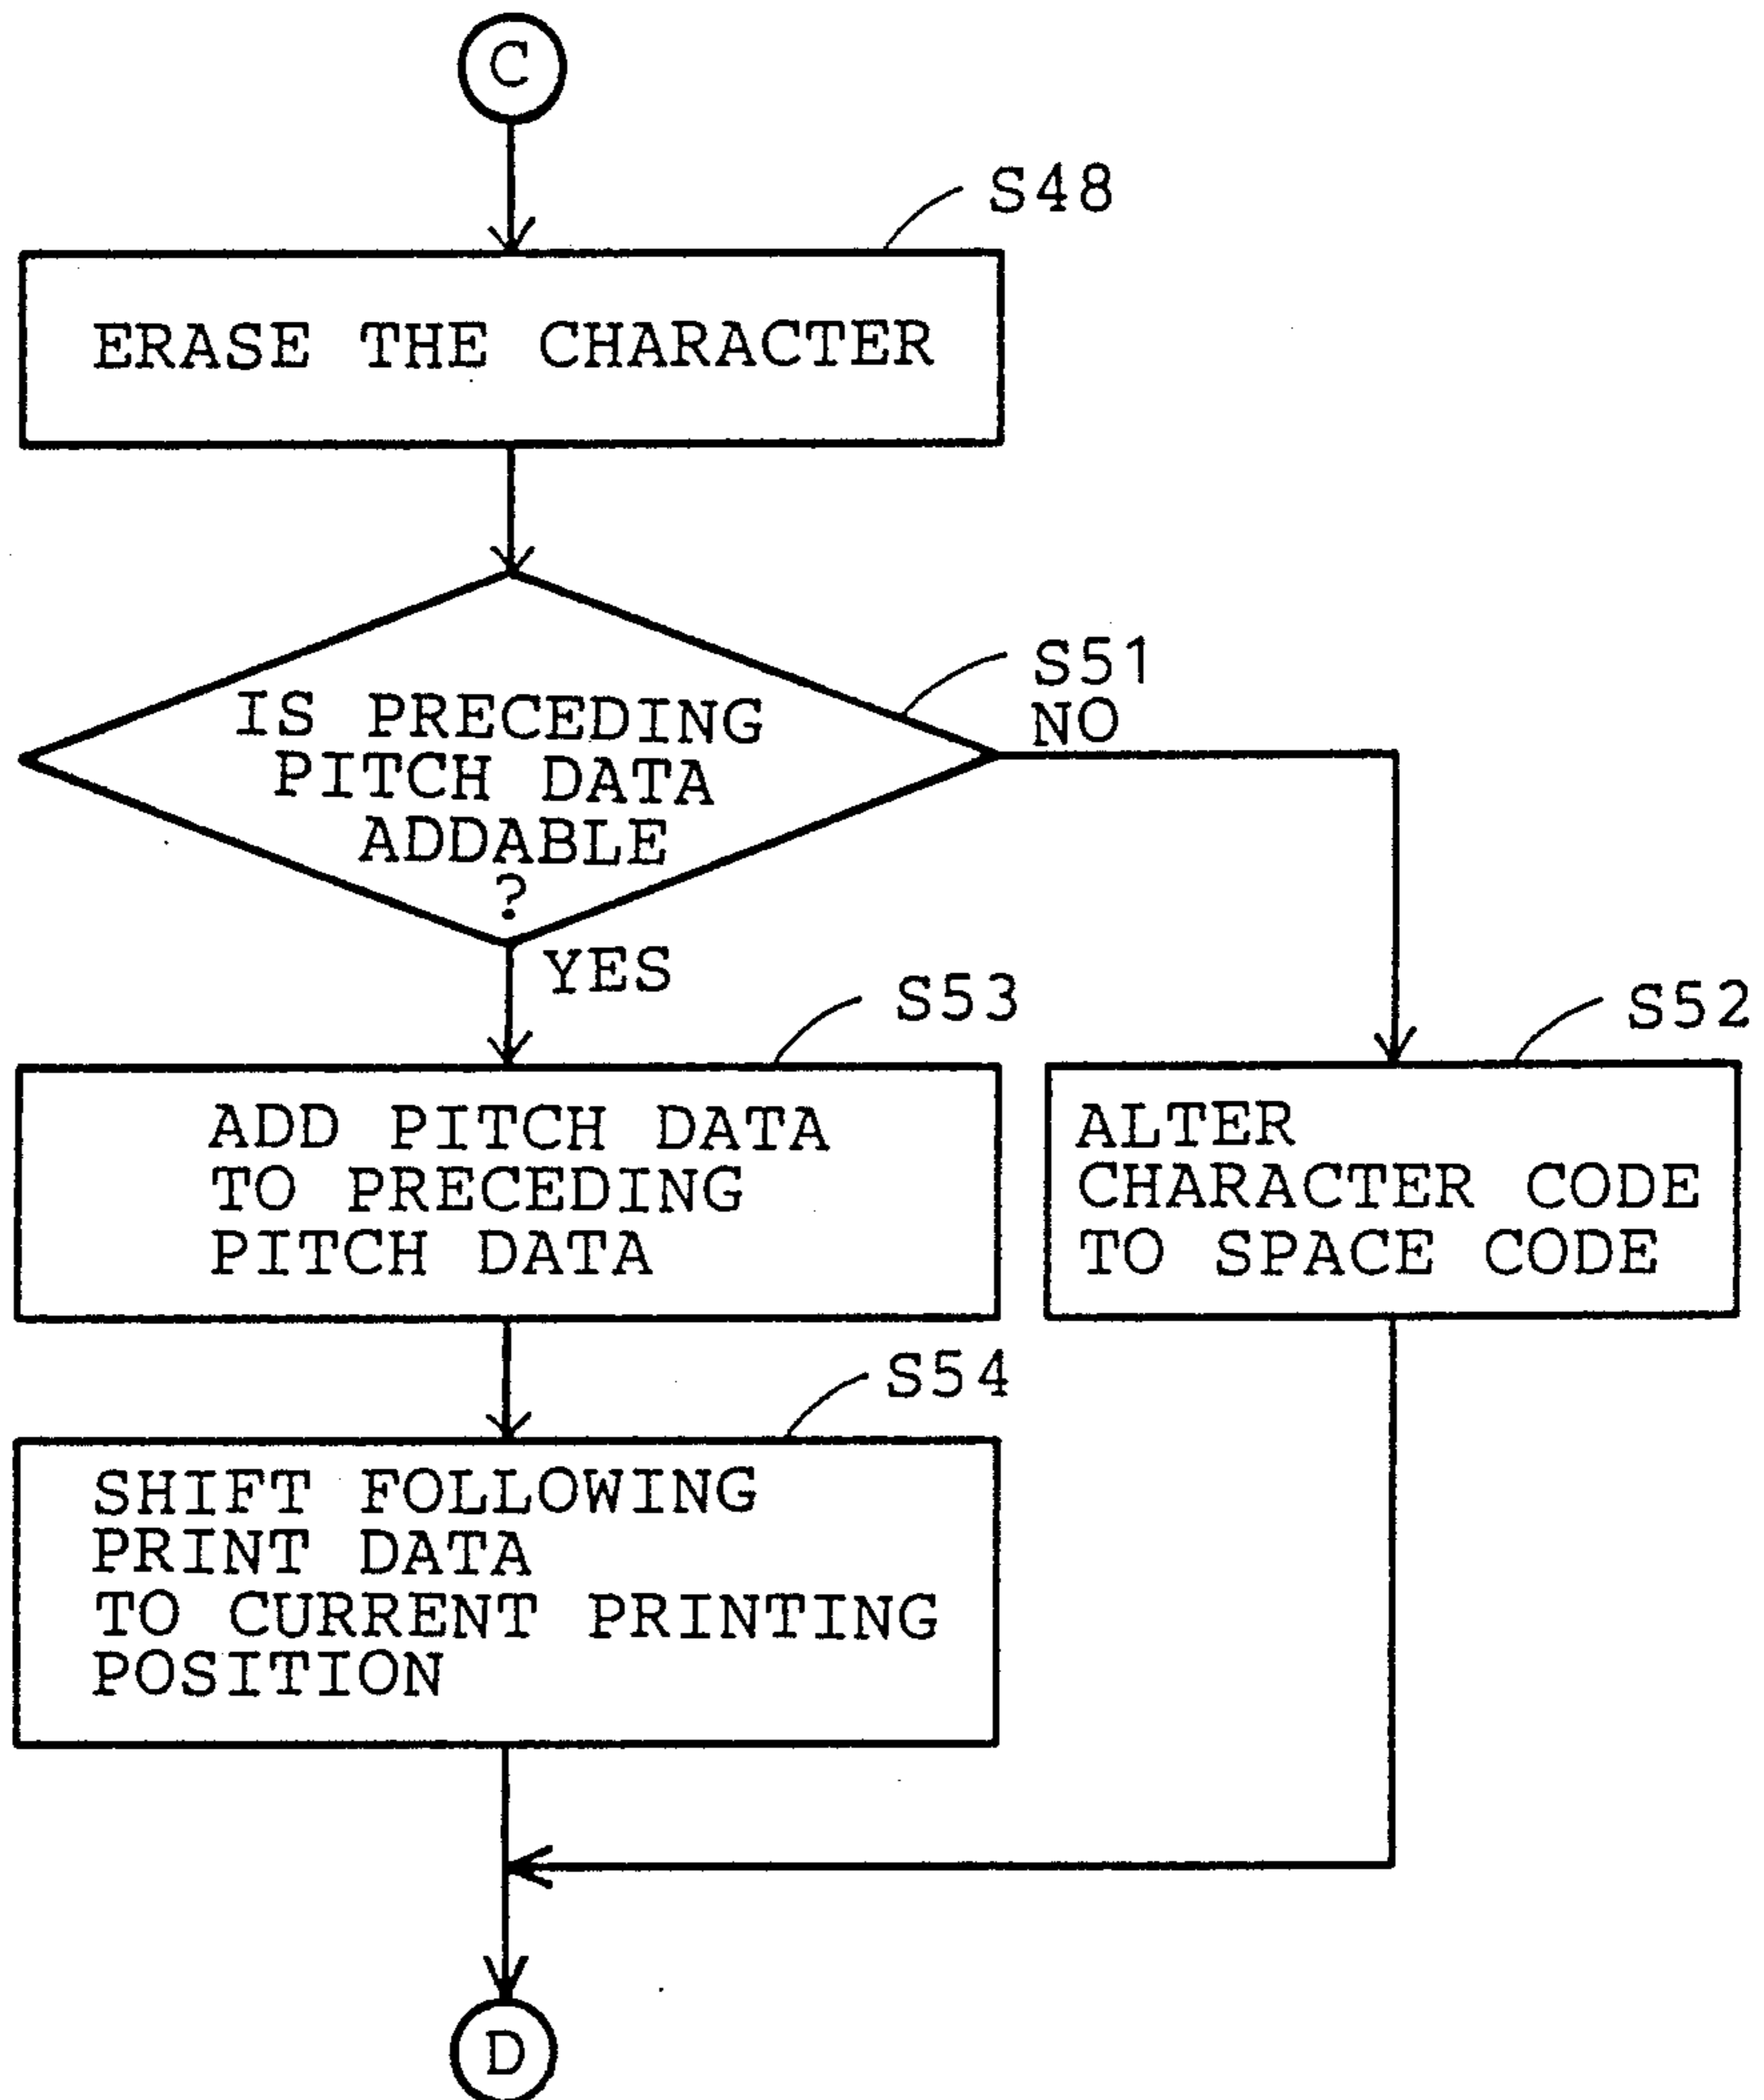 C
S48
ERASE THE CHARACTER
S51
NO
IS PRECEDING
PITCH DATA
ADDABLE
?
YES
S53
ADD PITCH DATA
TO PRECEDING
PITCH DATA
S52
ALTER
CHARACTER CODE
TO SPACE CODE
S54
SHIFT FOLLOWING
PRINT DATA
TO CURRENT PRINTING
POSITION
D